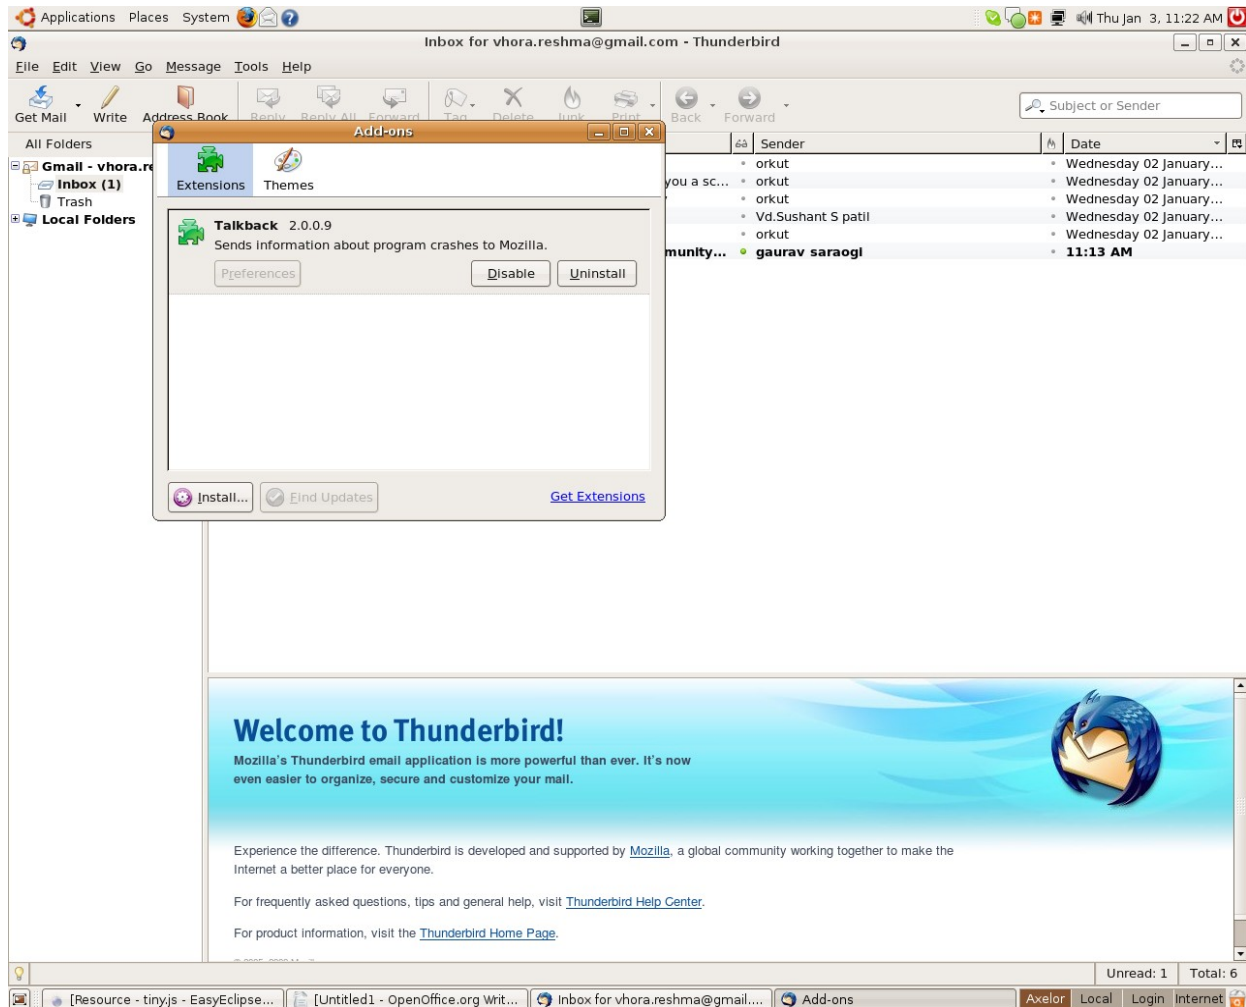 Applications Places System Thu Jan 3, 11:22 AM
Inbox for vhora.reshma@gmail.com - Thunderbird
File Edit View Go Message Tools Help
Get Mail Write Address Book Reply Reply All Forward Tag Delete Junk Print Back Forward Subject or Sender
All Folders
Gmail - vhora.re
Inbox (1)
Trash
Local Folders
Add-ons
Extensions Themes
Talkback 2.0.0.9
Sends information about program crashes to Mozilla.
Preferences Disable Uninstall
Install... Find Updates Get Extensions
Sender Date
orkut Wednesday 02 January...
you a sc... orkut Wednesday 02 January...
orkut Wednesday 02 January...
Vd.Sushant S patil Wednesday 02 January...
orkut Wednesday 02 January...
munity... gaurav saraogi 11:13 AM
Welcome to Thunderbird!
Mozilla's Thunderbird email application is more powerful than ever. It's now
even easier to organize, secure and customize your mail.
Experience the difference. Thunderbird is developed and supported by Mozilla, a global community working together to make the
Internet a better place for everyone.
For frequently asked questions, tips and general help, visit Thunderbird Help Center.
For product information, visit the Thunderbird Home Page.
Unread: 1 Total: 6
[Resource - tiny.js - EasyEclipse... [Untitled1 - OpenOffice.org Writ... Inbox for vhora.reshma@gmail.... Add-ons Axelor Local Login Internet